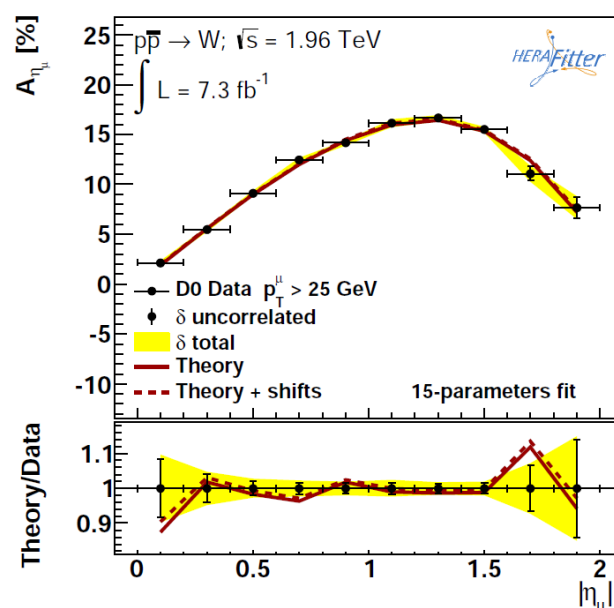 A_ημ [%]
pp̅ → W; √s = 1.96 TeV
∫ L = 7.3 fb⁻¹
HERAFitter
25
20
15
10
5
0
-5
-10
D0 Data p_T^μ > 25 GeV
δ uncorrelated
δ total
Theory
Theory + shifts 15-parameters fit
Theory/Data
1.1
1
0.9
0 0.5 1 1.5 2
|ημ|